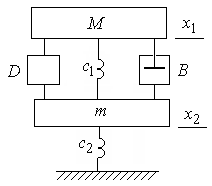 M x₁
D c₁ B
m x₂
c₂